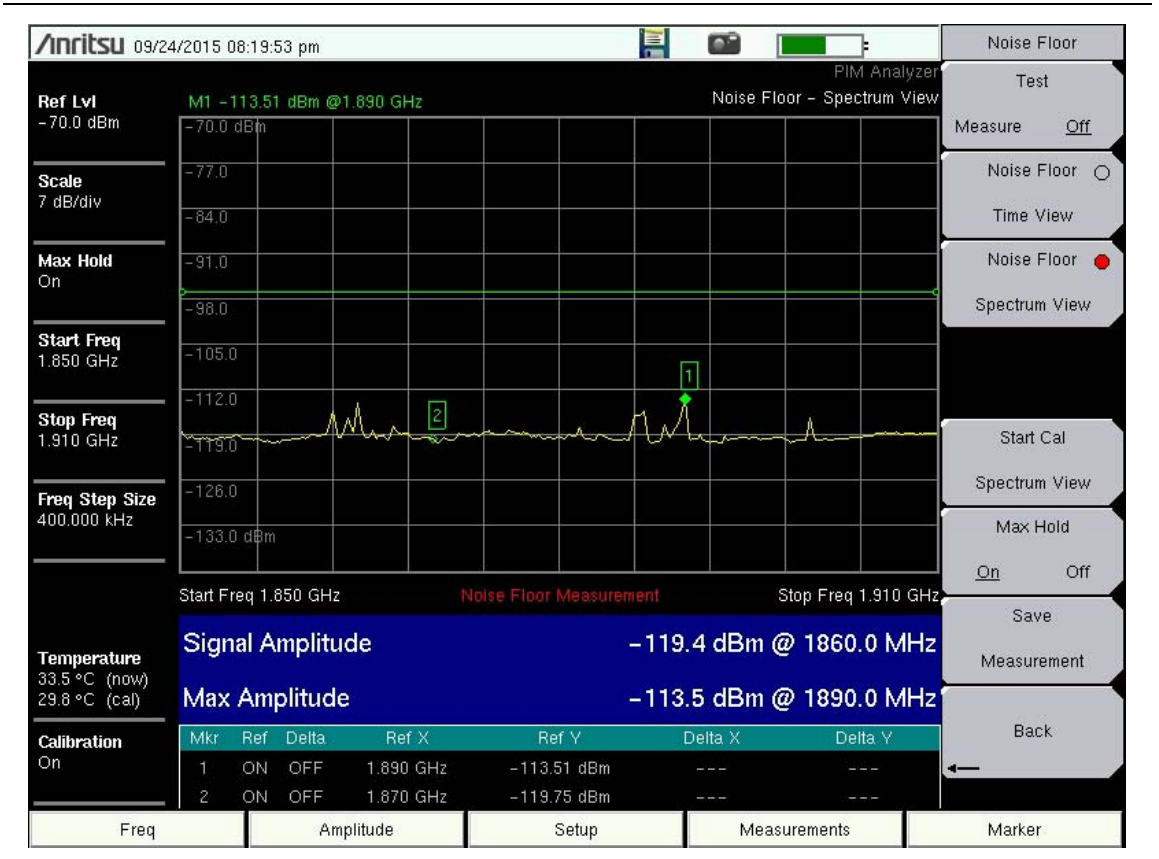 /Inritsu 09/24/2015 08:19:53 pm
Noise Floor
PIM Analyzer
M1 -113.51 dBm @1.890 GHz
Noise Floor - Spectrum View
Ref Lvl
-70.0 dBm
Scale
7 dB/div
Max Hold
On
Start Freq
1.850 GHz
Stop Freq
1.910 GHz
Freq Step Size
400.000 kHz
Temperature
33.5 °C (now)
29.8 °C (cal)
Calibration
On
-70.0 dBm
-77.0
-84.0
-91.0
-98.0
-105.0
-112.0
-119.0
-126.0
-133.0 dBm
1
2
Start Freq 1.850 GHz
Noise Floor Measurement
Stop Freq 1.910 GHz
Signal Amplitude -119.4 dBm @ 1860.0 MHz
Max Amplitude -113.5 dBm @ 1890.0 MHz
Mkr Ref Delta Ref X Ref Y Delta X Delta Y
1 ON OFF 1.890 GHz -113.51 dBm --- ---
2 ON OFF 1.870 GHz -119.75 dBm --- ---
Test
Measure Off
Noise Floor
Time View
Noise Floor
Spectrum View
Start Cal
Spectrum View
Max Hold
On Off
Save
Measurement
Back
Freq Amplitude Setup Measurements Marker